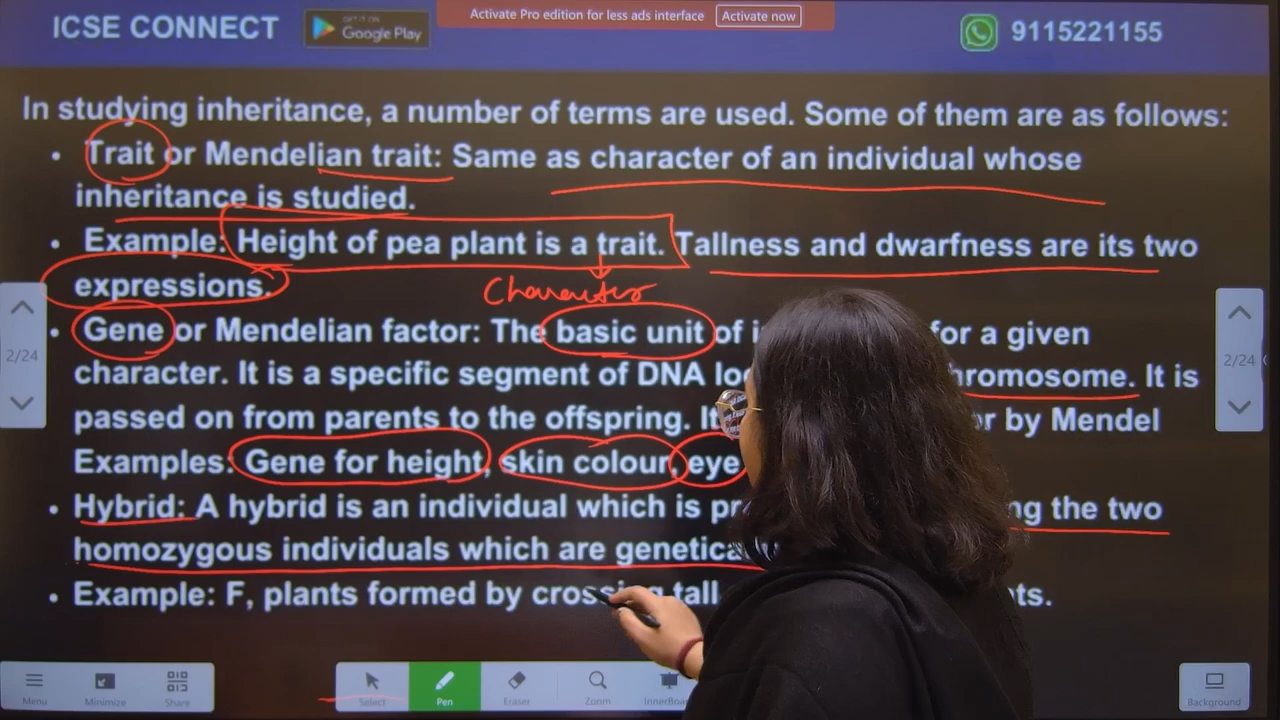 ICSE CONNECT
GET IT ON
Google Play
Activate Pro edition for less ads interface
Activate now
9115221155
In studying inheritance, a number of terms are used. Some of them are as follows:
• Trait or Mendelian trait: Same as character of an individual whose
inheritance is studied.
• Example: Height of pea plant is a trait. Tallness and dwarfness are its two
expressions.
Character
• Gene or Mendelian factor: The basic unit of for a given
character. It is a specific segment of DNA hromosome. It is
passed on from parents to the offspring. It by Mendel
Examples: Gene for height, skin colour, eye
• Hybrid: A hybrid is an individual which is the two
homozygous individuals which are
• Example: F, plants formed by crossing tall
2/24
2/24
Menu
Minimize
Share
Select
Pen
Eraser
Zoom
Background